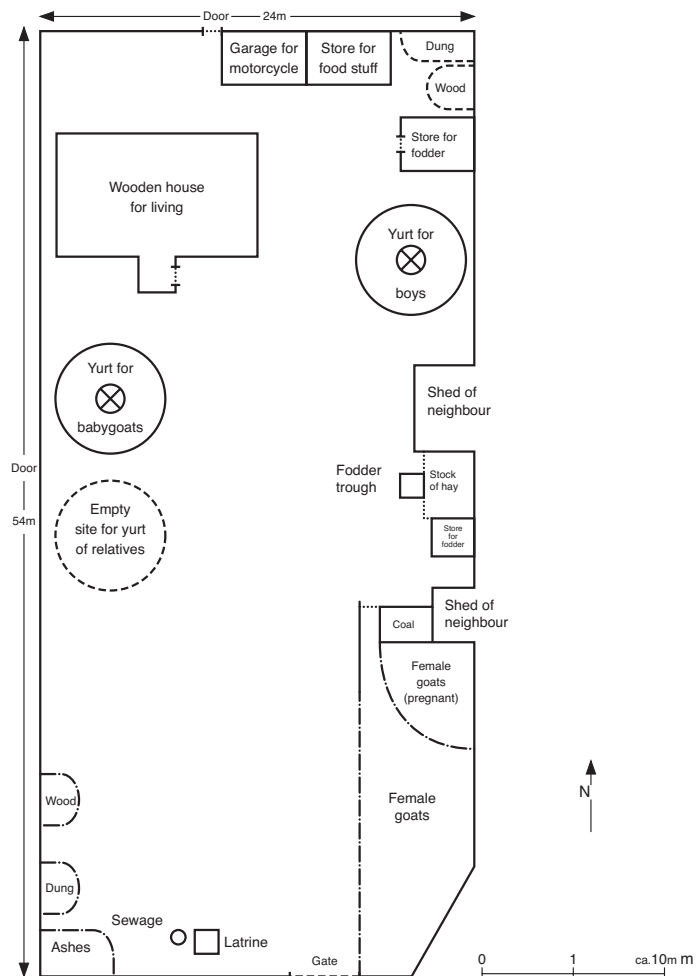 Door 24m
Garage for
motorcycle
Store for
food stuff
Dung
Wood
Store for
fodder
Wooden house
for living
Yurt for
boys
Yurt for
babygoats
Shed of
neighbour
Door
54m
Fodder
trough
Stock
of hay
Empty
site for yurt
of relatives
Store
for
fodder
Shed of
neighbour
Coal
Female
goats
(pregnant)
Wood
Female
goats
N
Dung
Sewage
Latrine
Ashes
Gate
0
1
ca.10m m